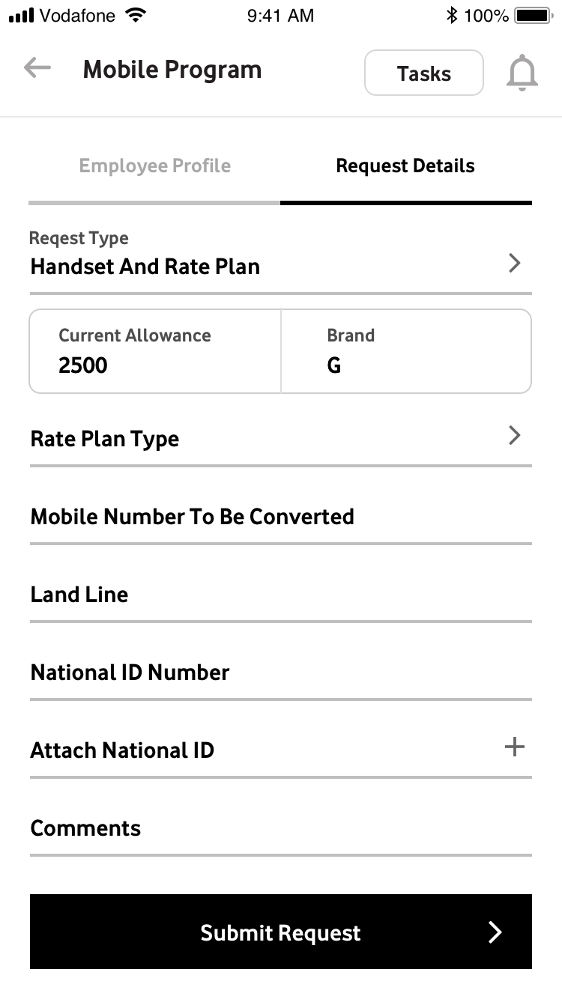 Vodafone 9:41 AM 100%
Mobile Program Tasks
Employee Profile Request Details
Reqest Type
Handset And Rate Plan
Current Allowance Brand
2500 G
Rate Plan Type
Mobile Number To Be Converted
Land Line
National ID Number
Attach National ID
Comments
Submit Request